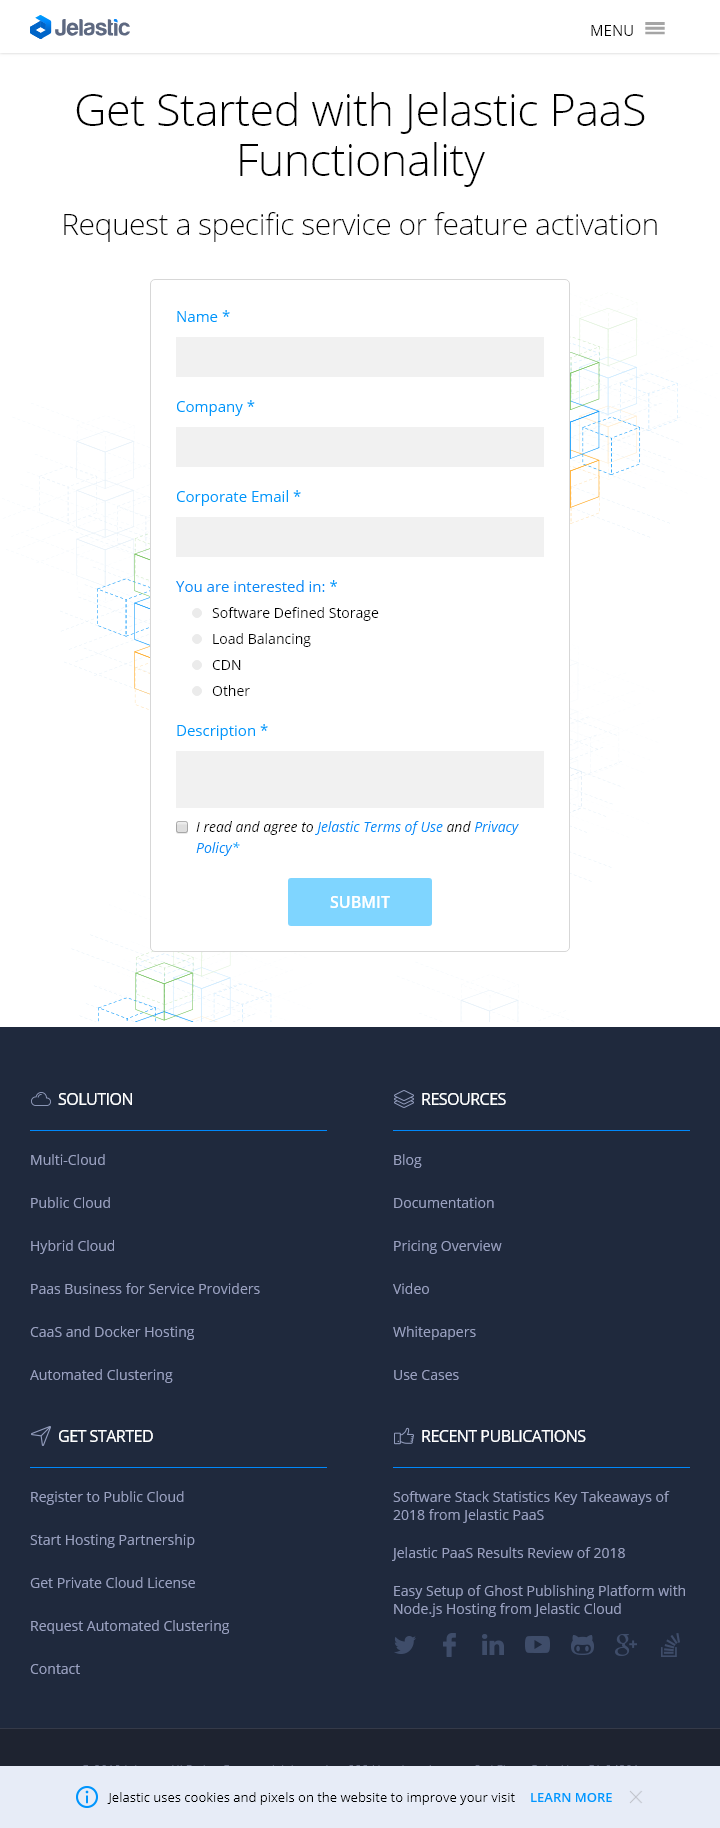 Jelastic
MENU
Get Started with Jelastic PaaS
Functionality
Request a specific service or feature activation
Name *
Company *
Corporate Email *
You are interested in: *
Software Defined Storage
Load Balancing
CDN
Other
Description *
I read and agree to Jelastic Terms of Use and Privacy
Policy*
SUBMIT
SOLUTION
Multi-Cloud
Public Cloud
Hybrid Cloud
Paas Business for Service Providers
CaaS and Docker Hosting
Automated Clustering
RESOURCES
Blog
Documentation
Pricing Overview
Video
Whitepapers
Use Cases
GET STARTED
Register to Public Cloud
Start Hosting Partnership
Get Private Cloud License
Request Automated Clustering
Contact
RECENT PUBLICATIONS
Software Stack Statistics Key Takeaways of
2018 from Jelastic PaaS
Jelastic PaaS Results Review of 2018
Easy Setup of Ghost Publishing Platform with
Node.js Hosting from Jelastic Cloud
Jelastic uses cookies and pixels on the website to improve your visit LEARN MORE